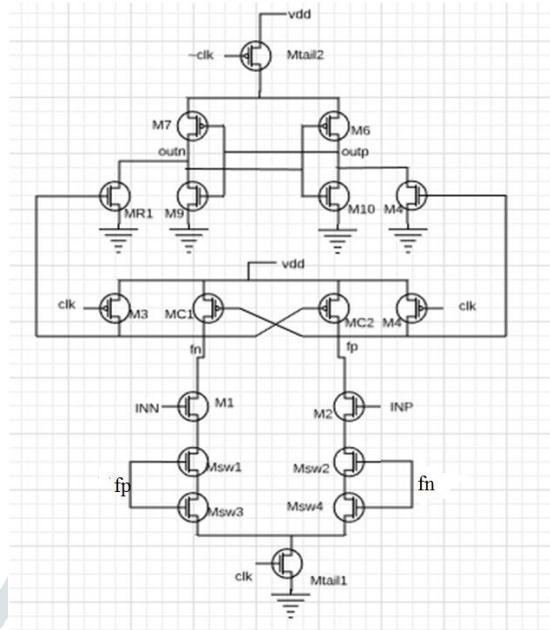 vdd
~clk Mtail2
M7 M6
outn outp
MR1 M9 M10 M4
vdd
clk M3 MC1 MC2 M4 clk
fn fp
INN M1 M2 INP
Msw1 Msw2
fp fn
Msw3 Msw4
clk Mtail1